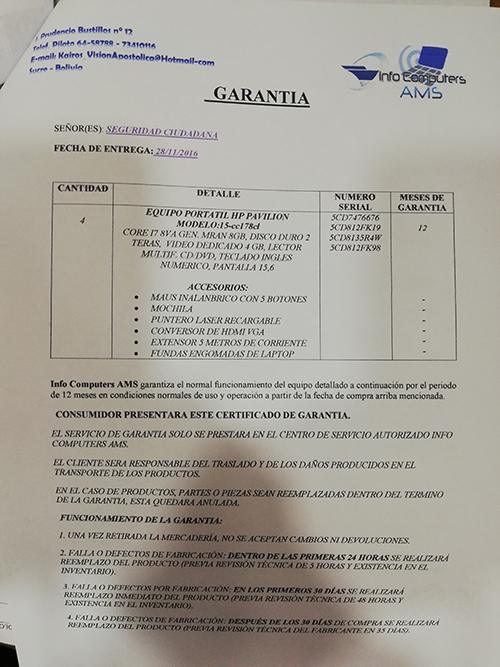 Prudencio Bustillos nº 12
Telef. Piloto 64-58788 - 73410116
E-mail: Kairos_VisionApostolica@Hotmail-com
Sucre - Bolivia
Info Computers
AMS
GARANTIA
SEÑOR(ES): SEGURIDAD CIUDADANA
FECHA DE ENTREGA: 28/11/2016
CANTIDAD DETALLE NUMERO SERIAL MESES DE GARANTIA
4 EQUIPO PORTATIL HP PAVILION 5CD7476676 12
MODELO:15-cc178cl 5CD812FK19
CORE I7 8VA GEN. MRAN 8GB, DISCO DURO 2 5CD8135R4W
TERAS, VIDEO DEDICADO 4 GB, LECTOR 5CD812FK98
MULTIF. CD/DVD, TECLADO INGLES
NUMERICO, PANTALLA 15,6
ACCESORIOS:
• MAUS INALANBRICO CON 5 BOTONES -
• MOCHILA -
• PUNTERO LASER RECARGABLE -
• CONVERSOR DE HDMI VGA -
• EXTENSOR 5 METROS DE CORRIENTE -
• FUNDAS ENGOMADAS DE LAPTOP -
Info Computers AMS garantiza el normal funcionamiento del equipo detallado a continuación por el periodo
de 12 meses en condiciones normales de uso y operación a partir de la fecha de compra arriba mencionada.
CONSUMIDOR PRESENTARA ESTE CERTIFICADO DE GARANTIA.
EL SERVICIO DE GARANTIA SOLO SE PRESTARA EN EL CENTRO DE SERVICIO AUTORIZADO INFO
COMPUTERS AMS.
EL CLIENTE SERA RESPONSABLE DEL TRASLADO Y DE LOS DAÑOS PRODUCIDOS EN EL
TRANSPORTE DE LOS PRODUCTOS.
EN EL CASO DE PRODUCTOS, PARTES O PIEZAS SEAN REEMPLAZADAS DENTRO DEL TERMINO
DE LA GARANTIA, ESTA QUEDARA ANULADA.
FUNCIONAMIENTO DE LA GARANTIA:
1. UNA VEZ RETIRADA LA MERCADERÍA, NO SE ACEPTAN CAMBIOS NI DEVOLUCIONES.
2. FALLA O DEFECTOS DE FABRICACIÓN: DENTRO DE LAS PRIMERAS 24 HORAS SE REALIZARÁ
REEMPLAZO DEL PRODUCTO (PREVIA REVISIÓN TÉCNICA DE 5 HORAS Y EXISTENCIA EN EL
INVENTARIO).
3. FALLA O DEFECTOS POR FABRICACIÓN: EN LOS PRIMEROS 30 DÍAS SE REALIZARÁ
REEMPLAZO INMEDIATO DEL PRODUCTO (PREVIA REVISIÓN TÉCNICA DE 48 HORAS Y
EXISTENCIA EN EL INVENTARIO).
4. FALLA O DEFECTOS DE FABRICACIÓN: DESPUÉS DE LOS 30 DÍAS DE COMPRA SE REALIZARÁ
REEMPLAZO DEL PRODUCTO (PREVIA REVISIÓN TÉCNICA DEL FABRICANTE EN 35 DÍAS).